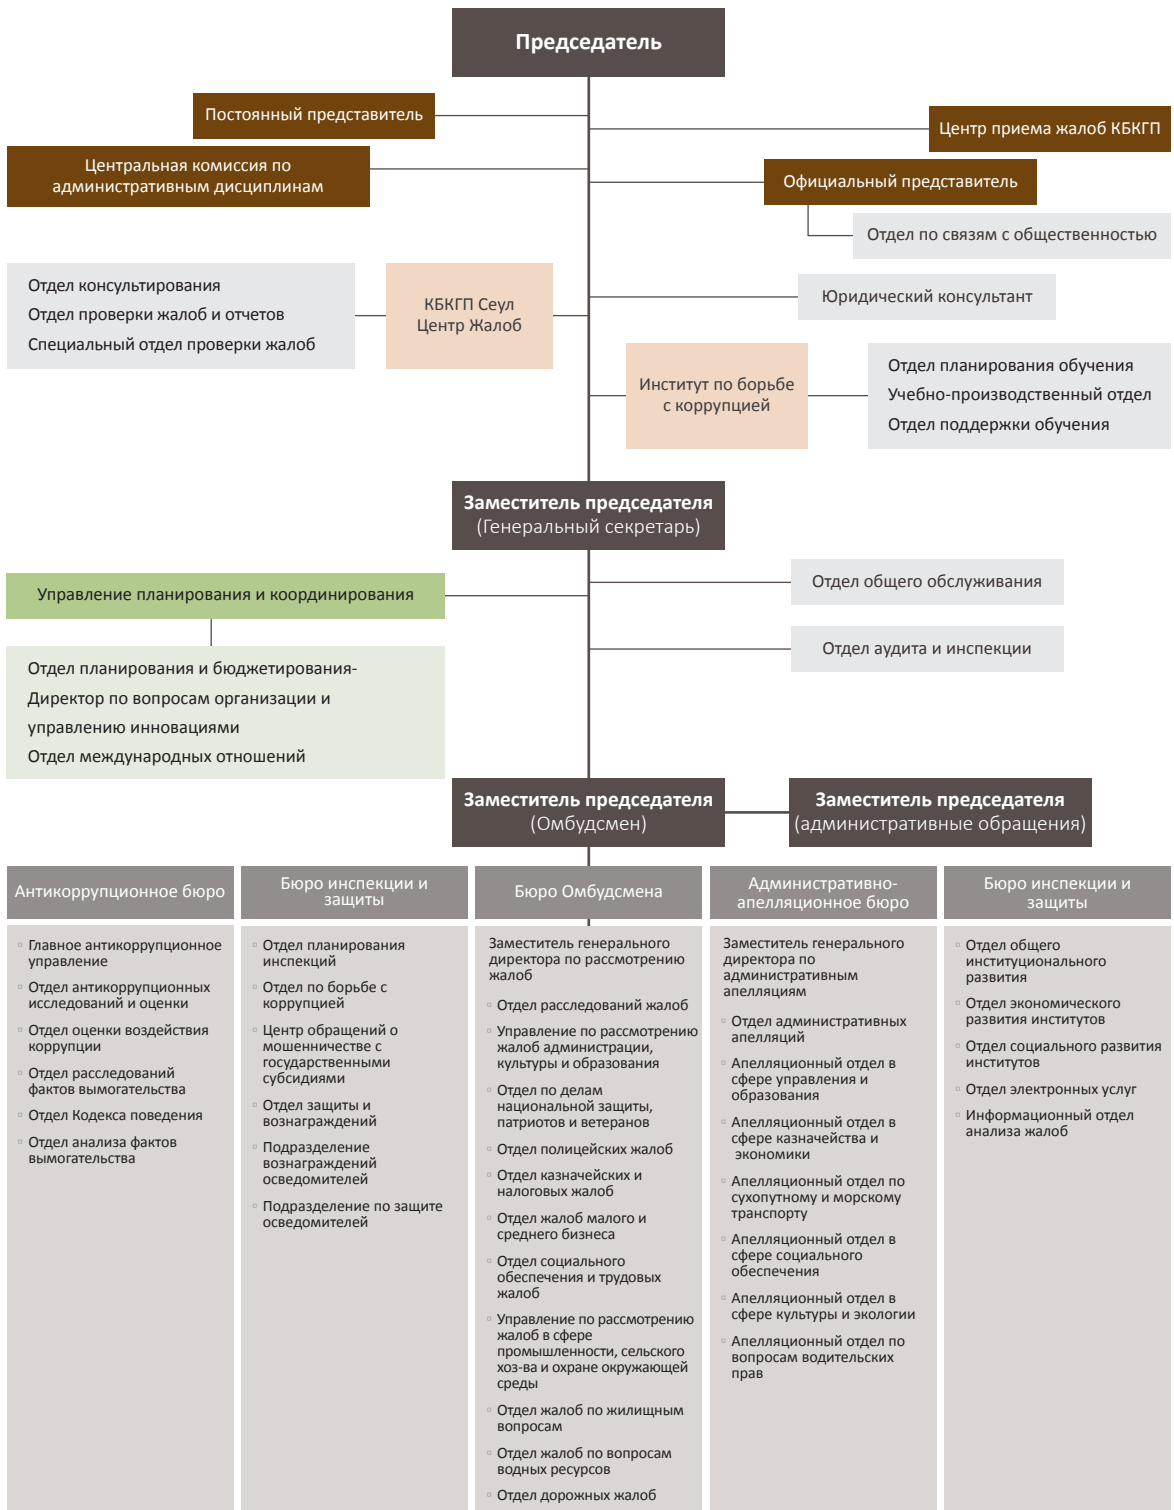 Председатель
Постоянный представитель
Центр приема жалоб КБКГП
Центральная комиссия по
административным дисциплинам
Официальный представитель
Отдел по связям с общественностью
Отдел консультирования
Отдел проверки жалоб и отчетов
Специальный отдел проверки жалоб
КБКГП Сеул
Центр Жалоб
Юридический консультант
Институт по борьбе
с коррупцией
Отдел планирования обучения
Учебно-производственный отдел
Отдел поддержки обучения
Заместитель председателя
(Генеральный секретарь)
Отдел общего обслуживания
Управление планирования и координирования
Отдел аудита и инспекции
Отдел планирования и бюджетирования-
Директор по вопросам организации и
управлению инновациями
Отдел международных отношений
Заместитель председателя
(Омбудсмен)
Заместитель председателя
(административные обращения)
Антикоррупционное бюро
▫ Главное антикоррупционное
управление
▫ Отдел антикоррупционных
исследований и оценки
▫ Отдел оценки воздействия
коррупции
▫ Отдел расследований
фактов вымогательства
▫ Отдел Кодекса поведения
▫ Отдел анализа фактов
вымогательства
Бюро инспекции и
защиты
▫ Отдел планирования
инспекций
▫ Отдел по борьбе с
коррупцией
▫ Центр обращений о
мошенничестве с
государственными
субсидиями
▫ Отдел защиты и
вознаграждений
▫ Подразделение
вознаграждений
осведомителей
▫ Подразделение по защите
осведомителей
Бюро Омбудсмена
Заместитель генерального
директора по рассмотрению
жалоб
▫ Отдел расследований жалоб
▫ Управление по рассмотрению
жалоб администрации,
культуры и образования
▫ Отдел по делам
национальной защиты,
патриотов и ветеранов
▫ Отдел полицейских жалоб
▫ Отдел казначейских и
налоговых жалоб
▫ Отдел жалоб малого и
среднего бизнеса
▫ Отдел социального
обеспечения и трудовых
жалоб
▫ Управление по рассмотрению
жалоб в сфере
промышленности, сельского
хоз-ва и охране окружающей
среды
▫ Отдел жалоб по жилищным
вопросам
▫ Отдел жалоб по вопросам
водных ресурсов
▫ Отдел дорожных жалоб
Административно-
апелляционное бюро
Заместитель генерального
директора по
административным
апелляциям
▫ Отдел административных
апелляций
▫ Апелляционный отдел в
сфере управления и
образования
▫ Апелляционный отдел в
сфере казначейства и
экономики
▫ Апелляционный отдел по
сухопутному и морскому
транспорту
▫ Апелляционный отдел в
сфере социального
обеспечения
▫ Апелляционный отдел в
сфере культуры и экологии
▫ Апелляционный отдел по
вопросам водительских
прав
Бюро инспекции и
защиты
▫ Отдел общего
институционального
развития
▫ Отдел экономического
развития институтов
▫ Отдел социального развития
институтов
▫ Отдел электронных услуг
▫ Информационный отдел
анализа жалоб